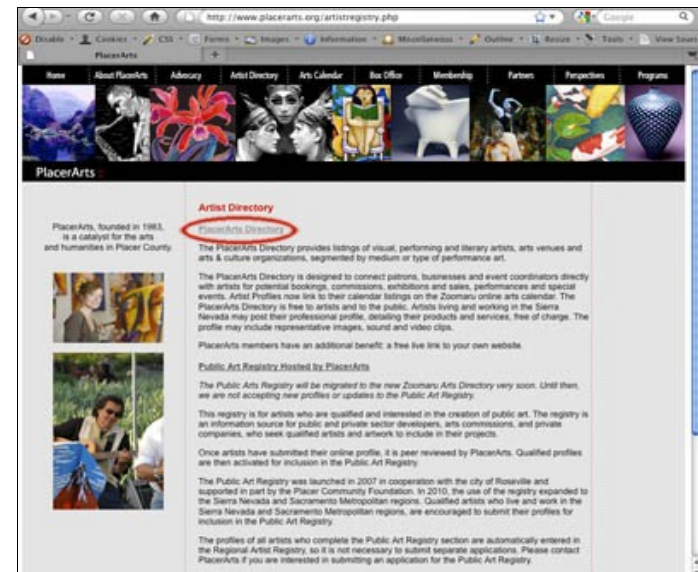 http://www.placerarts.org/artistregistry.php
Google
Disable
Cookies
CSS
Forms
Images
Information
Miscellaneous
Outline
Resize
Tools
View Sourc
PlacerArts
Home
About PlacerArts
Advocacy
Artist Directory
Arts Calendar
Box Office
Membership
Partners
Perspectives
Programs
PlacerArts
PlacerArts, founded in 1983,
is a catalyst for the arts
and humanities in Placer County.
Artist Directory
PlacerArts Directory
The PlacerArts Directory provides listings of visual, performing and literary artists, arts venues and
arts & culture organizations, segmented by medium or type of performance art.
The PlacerArts Directory is designed to connect patrons, businesses and event coordinators directly
with artists for potential bookings, commissions, exhibitions and sales, performances and special
events. Artist Profiles now link to their calendar listings on the Zoomaru online arts calendar. The
PlacerArts Directory is free to artists and to the public. Artists living and working in the Sierra
Nevada may post their professional profile, detailing their products and services, free of charge. The
profile may include representative images, sound and video clips.
PlacerArts members have an additional benefit: a free live link to your own website.
Public Art Registry Hosted by PlacerArts
The Public Arts Registry will be migrated to the new Zoomaru Arts Directory very soon. Until then,
we are not accepting new profiles or updates to the Public Art Registry.
This registry is for artists who are qualified and interested in the creation of public art. The registry is
an information source for public and private sector developers, arts commissions, and private
companies, who seek qualified artists and artwork to include in their projects.
Once artists have submitted their online profile, it is peer reviewed by PlacerArts. Qualified profiles
are then activated for inclusion in the Public Art Registry.
The Public Art Registry was launched in 2007 in cooperation with the city of Roseville and
supported in part by the Placer Community Foundation. In 2010, the use of the registry expanded to
the Sierra Nevada and Sacramento Metropolitan regions. Qualified artists who live and work in the
Sierra Nevada and Sacramento Metropolitan regions, are encouraged to submit their profiles for
inclusion in the Public Art Registry.
The profiles of all artists who complete the Public Art Registry section are automatically entered in
the Regional Artist Registry, so it is not necessary to submit separate applications. Please contact
PlacerArts if you are interested in submitting an application for the Public Art Registry.